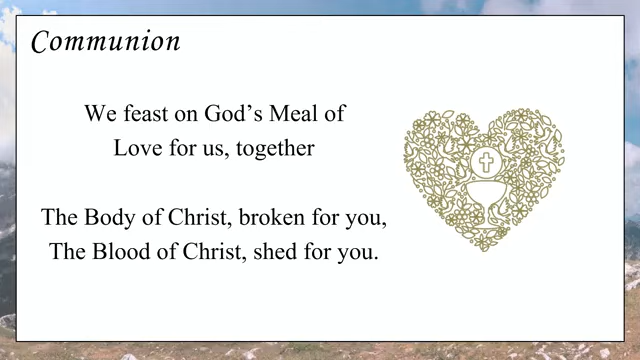 Communion
We feast on God’s Meal of
Love for us, together
The Body of Christ, broken for you,
The Blood of Christ, shed for you.